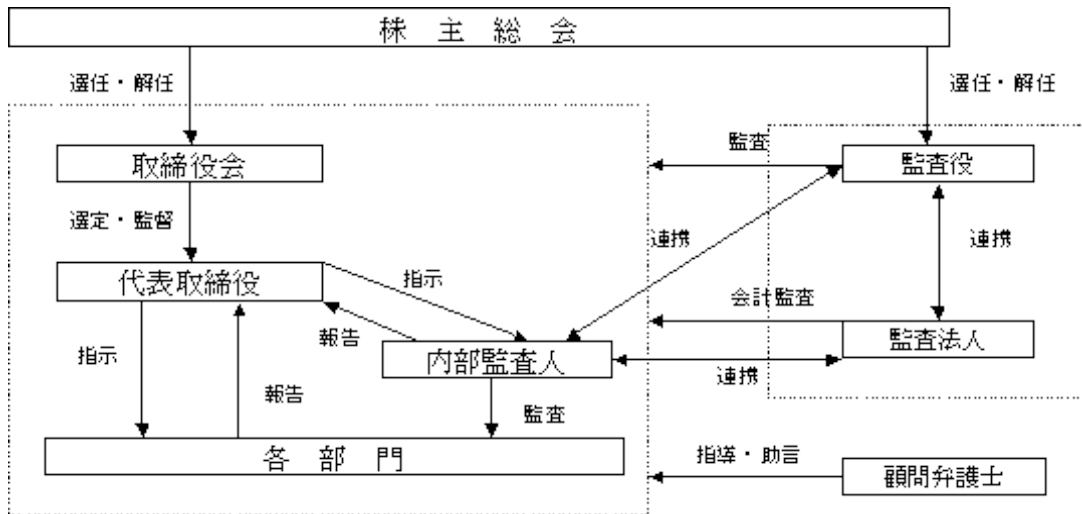 株主総会
選任・解任
選任・解任
監査
取締役会
監査役
選定・監督
連携
連携
代表取締役
指示
会計監査
報告
監査法人
指示
内部監査人
連携
報告
監査
各部門
指導・助言
顧問弁護士